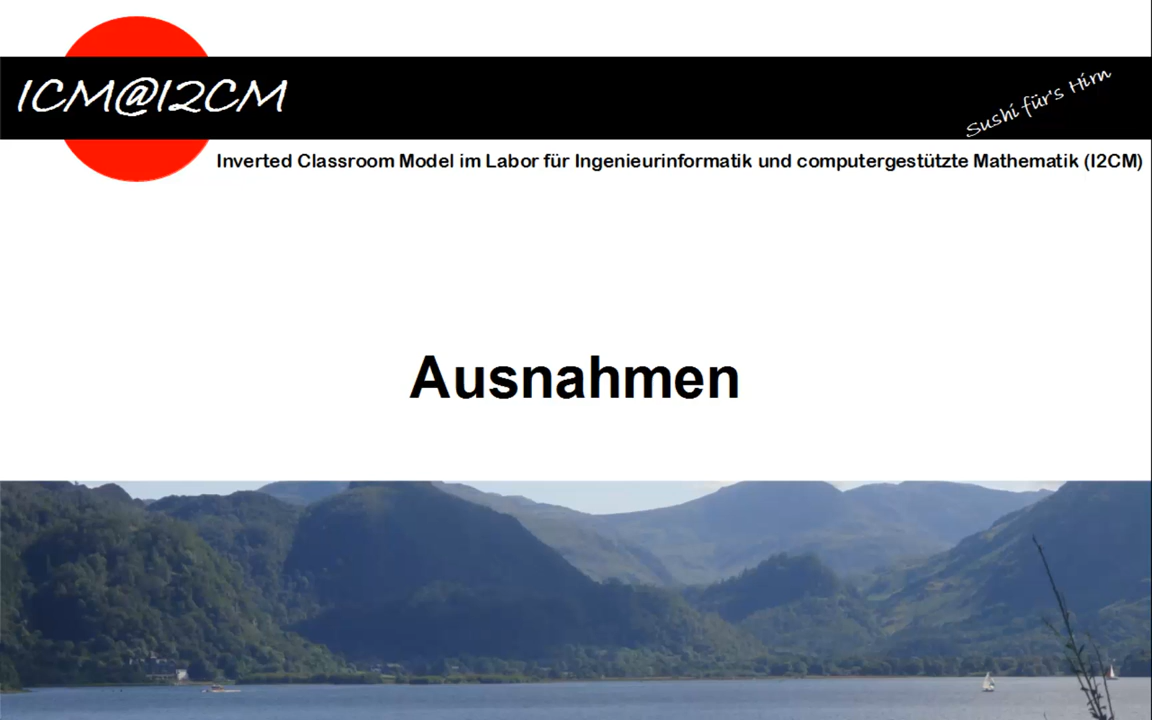 ICM@I2CM
Sushi für's Hirn
Inverted Classroom Model im Labor für Ingenieurinformatik und computergestützte Mathematik (I2CM)
Ausnahmen